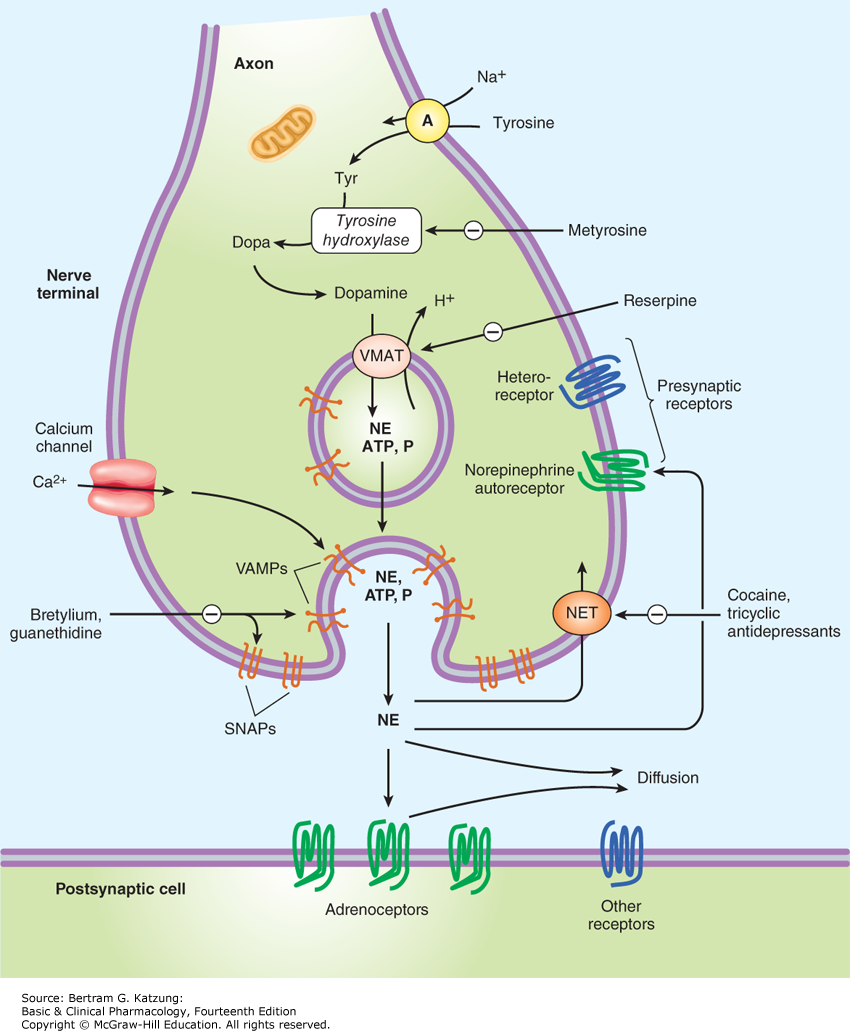 Axon
Na+
A
Tyrosine
Tyr
Tyrosine
hydroxylase
Metyrosine
Dopa
Nerve
terminal
Dopamine
H+
Reserpine
VMAT
Hetero-
receptor
Presynaptic
receptors
Calcium
channel
NE
ATP, P
Norepinephrine
autoreceptor
Ca2+
VAMPs
NE,
ATP, P
Bretylium,
guanethidine
NET
Cocaine,
tricyclic
antidepressants
SNAPs
NE
Diffusion
Postsynaptic cell
Adrenoceptors
Other
receptors
Source: Bertram G. Katzung:
Basic & Clinical Pharmacology, Fourteenth Edition
Copyright © McGraw-Hill Education. All rights reserved.